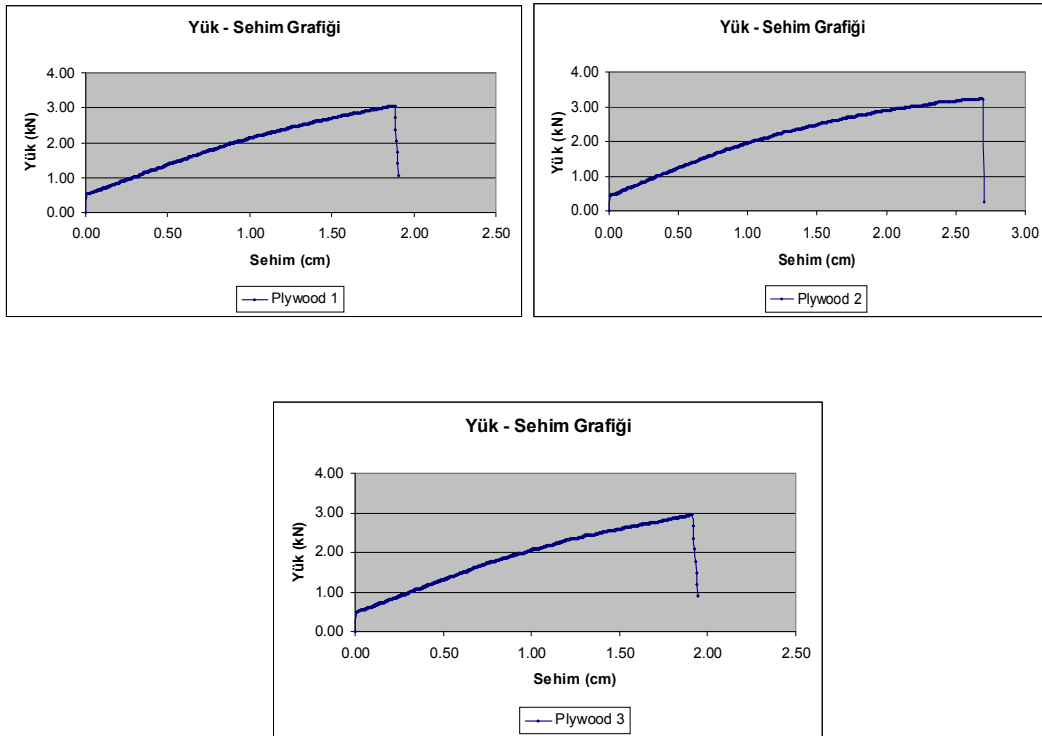 Yük - Sehim Grafiği
4.00
3.00
2.00
1.00
0.00
Yük (kN)
0.00 0.50 1.00 1.50 2.00 2.50
Sehim (cm)
Plywood 1
Yük - Sehim Grafiği
4.00
3.00
2.00
1.00
0.00
Yük (kN)
0.00 0.50 1.00 1.50 2.00 2.50 3.00
Sehim (cm)
Plywood 2
Yük - Sehim Grafiği
4.00
3.00
2.00
1.00
0.00
Yük (kN)
0.00 0.50 1.00 1.50 2.00 2.50
Sehim (cm)
Plywood 3